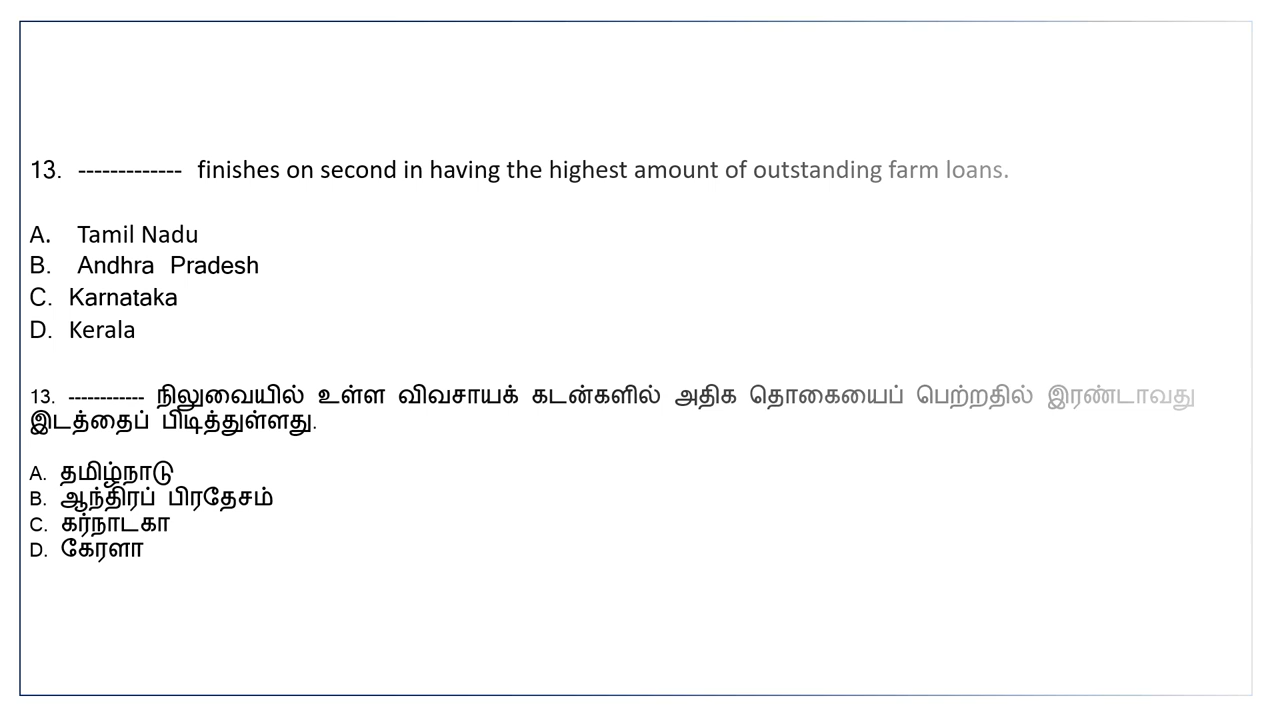 13. ------------- finishes on second in having the highest amount of outstanding farm loans.
A. Tamil Nadu
B. Andhra Pradesh
C. Karnataka
D. Kerala
13. ------------ நிலுவையில் உள்ள விவசாயக் கடன்களில் அதிக தொகையைப் பெற்றதில் இரண்டாவது
இடத்தைப் பிடித்துள்ளது.
A. தமிழ்நாடு
B. ஆந்திரப் பிரதேசம்
C. கர்நாடகா
D. கேரளா